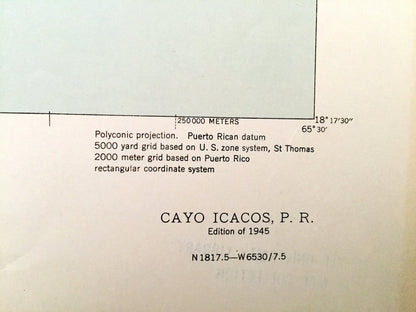 250000 METERS
18° 17'30"
65° 30'
Polyconic projection. Puerto Rican datum
5000 yard grid based on U. S. zone system, St Thomas
2000 meter grid based on Puerto Rico
rectangular coordinate system
CAYO ICACOS, P. R.
Edition of 1945
N1817.5—W6530/7.5